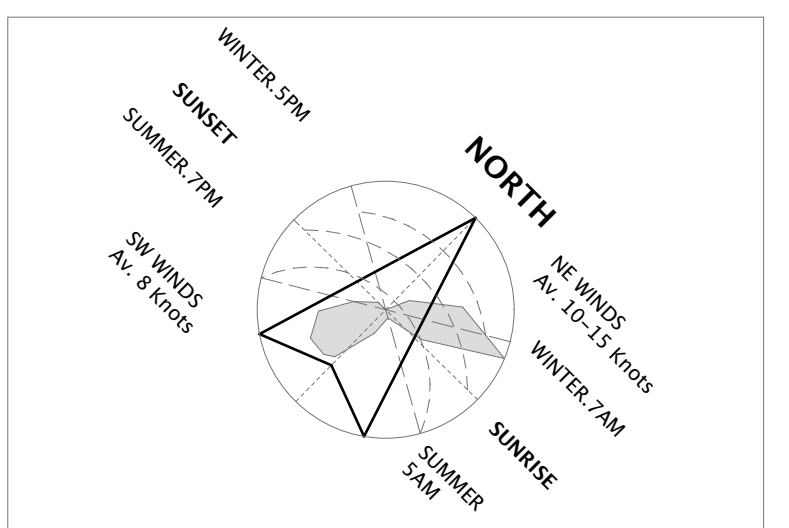 WINTER.5PM
SUNSET
SUMMER.7PM
NORTH
SW WINDS
Av. 8 Knots
NE WINDS
Av. 10–15 Knots
WINTER.7AM
SUNRISE
SUMMER
5AM